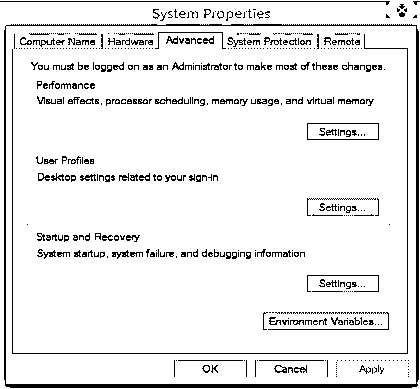 System Properties
Computer Name Hardware Advanced System Protection Remote
You must be logged on as an Administrator to make most of these changes.
Performance
Visual effects, processor scheduling, memory usage, and virtual memory
Settings...
User Profiles
Desktop settings related to your sign-in
Settings...
Startup and Recovery
System startup, system failure, and debugging information
Settings...
Environment Variables...
OK Cancel Apply